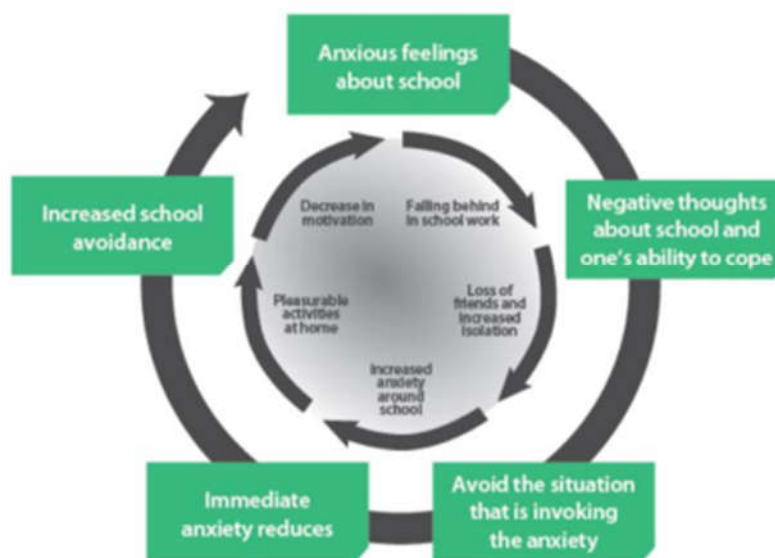 Anxious feelings
about school
Negative thoughts
about school and
one's ability to cope
Avoid the situation
that is invoking
the anxiety
Immediate
anxiety reduces
Increased school
avoidance
Falling behind
in school work
Loss of
friends and
increased
isolation
Increased
anxiety
around
school
Pleasurable
activities
at home
Decrease in
motivation